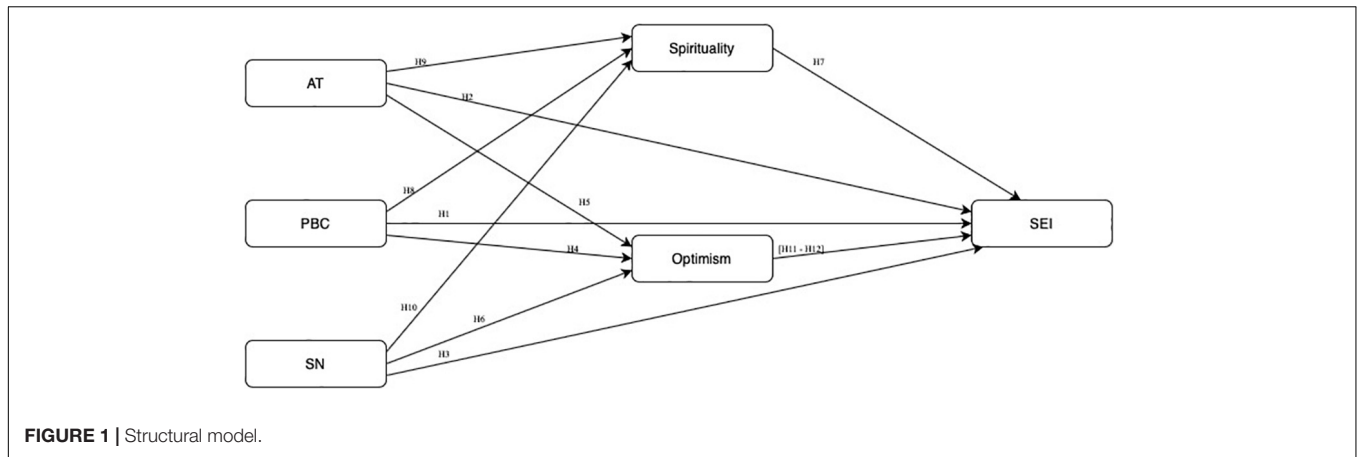 Spirituality
H9
H7
AT
H2
H8
H5
PBC
H1
SEI
H4
Optimism
[H11 - H12]
H10
H6
H3
SN
FIGURE 1 | Structural model.